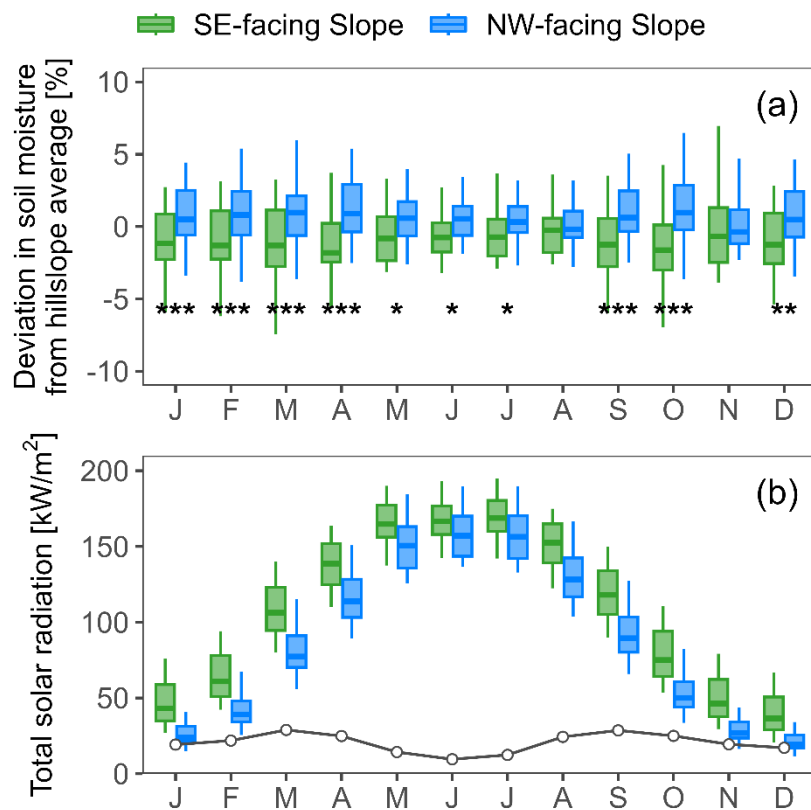 SE-facing Slope NW-facing Slope
Deviation in soil moisture
from hillslope average [%]
(a)
10
5
0
-5
-10
*** *** *** *** * * * *** *** **
J F M A M J J A S O N D
Total solar radiation [kW/m²]
(b)
200
150
100
50
0
J F M A M J J A S O N D